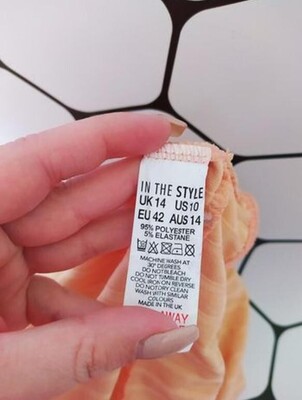 IN THE STYLE
UK 14 US 10
EU 42 AUS 14
95% POLYESTER
5% ELASTANE
MACHINE WASH AT
30° DEGREES
DO NOT BLEACH
DO NOT TUMBLE DRY
COOL IRON ON REVERSE
DO NOT DRY CLEAN
WASH WITH SIMILAR
COLOURS
MADE IN THE UK
AWAY